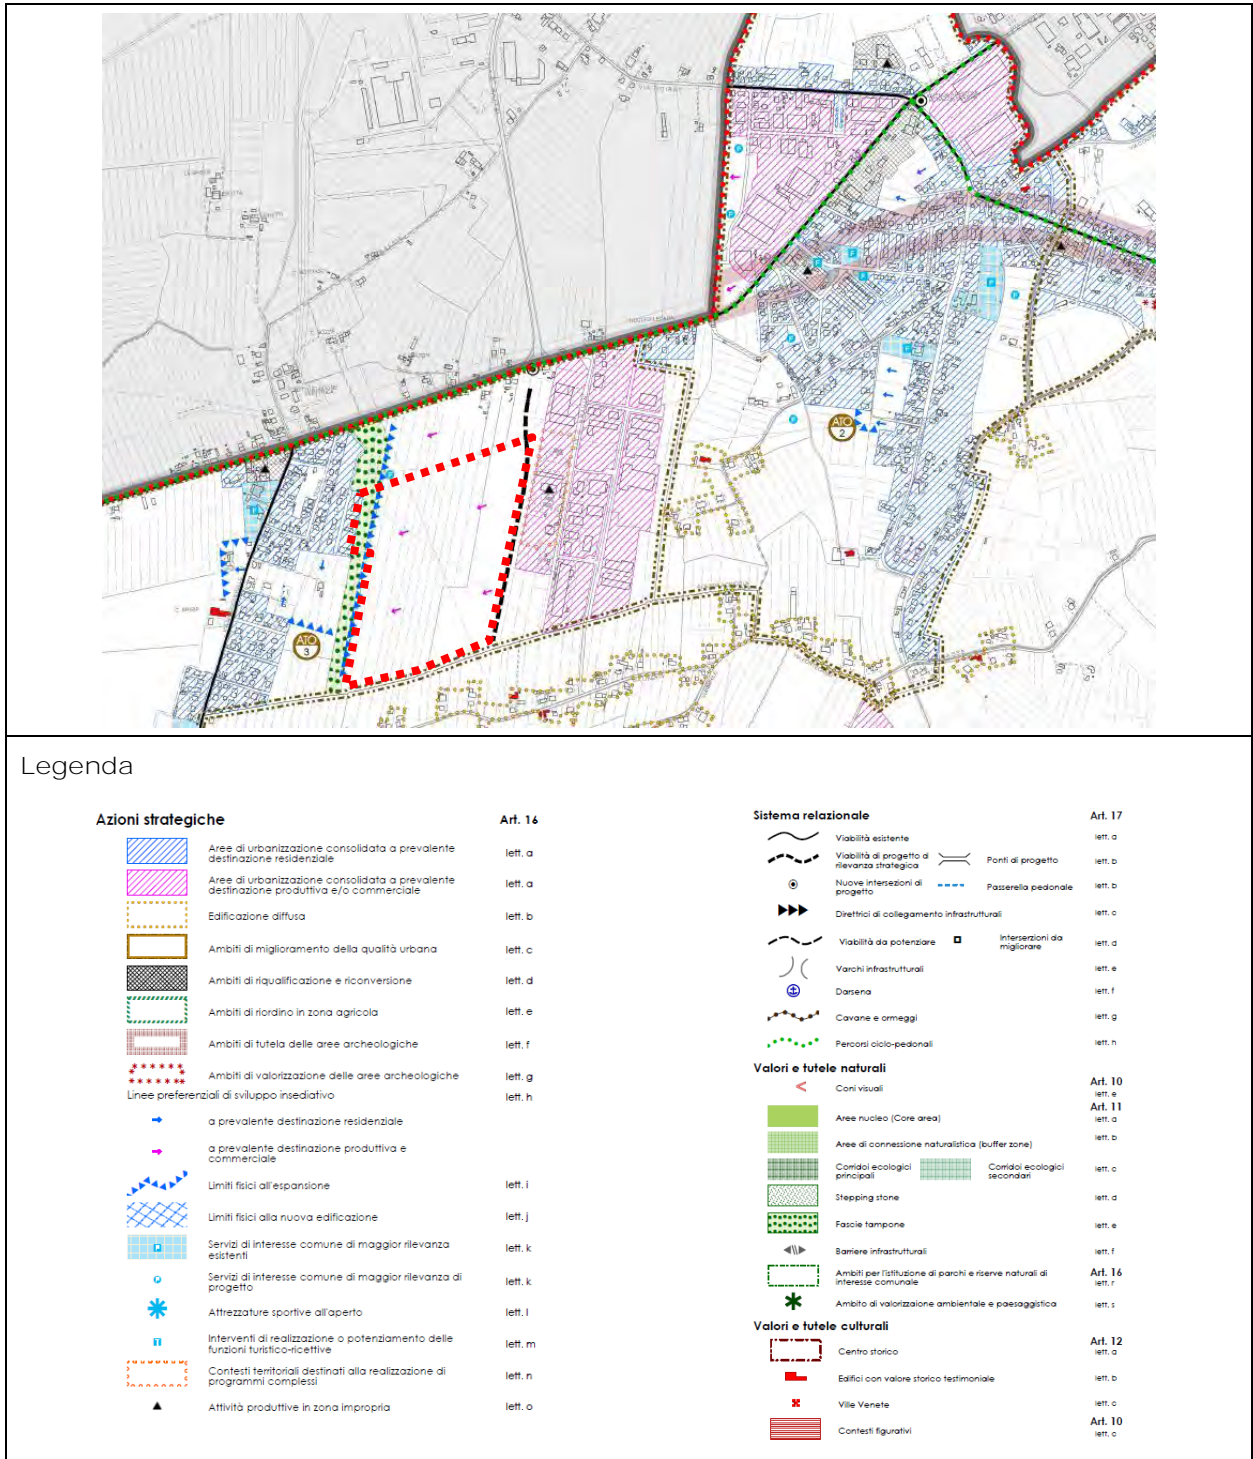 ATO
2
ATO
3
Legenda
Azioni strategiche Art. 16
Aree di urbanizzazione consolidata a prevalente
destinazione residenziale
lett. a
Aree di urbanizzazione consolidata a prevalente
destinazione produttiva e/o commerciale
lett. a
Edificazione diffusa lett. b
Ambiti di miglioramento della qualità urbana lett. c
Ambiti di riqualificazione e riconversione lett. d
Ambiti di riordino in zona agricola lett. e
Ambiti di tutela delle aree archeologiche lett. f
Ambiti di valorizzazione delle aree archeologiche lett. g
Linee preferenziali di sviluppo insediativo lett. h
a prevalente destinazione residenziale
a prevalente destinazione produttiva e
commerciale
Limiti fisici all'espansione lett. i
Limiti fisici alla nuova edificazione lett. j
P
Servizi di interesse comune di maggior rilevanza
esistenti
lett. k
P
Servizi di interesse comune di maggior rilevanza di
progetto
lett. k
Attrezzature sportive all'aperto lett. l
T
Interventi di realizzazione o potenziamento delle
funzioni turistico-ricettive
lett. m
Contesti territoriali destinati alla realizzazione di
programmi complessi
lett. n
Attività produttive in zona impropria lett. o
Sistema relazionale Art. 17
Viabilità esistente lett. a
Viabilità di progetto di
rilevanza strategica
Ponti di progetto lett. b
Nuove intersezioni di
progetto
Passerella pedonale lett. b
Direttrici di collegamento infrastrutturali lett. c
Viabilità da potenziare
Interserzioni da
migliorare
lett. d
Varchi infrastrutturali lett. e
Darsena lett. f
Cavane e ormeggi lett. g
Percorsi ciclo-pedonali lett. h
Valori e tutele naturali
Coni visuali
Art. 10
lett. e
Art. 11
Aree nucleo (Core area) lett. a
Aree di connessione naturalistica (buffer zone) lett. b
Corridoi ecologici
principali
Corridoi ecologici
secondari
lett. c
Stepping stone lett. d
Fascie tampone lett. e
Barriere infrastrutturali lett. f
Ambiti per l'istituzione di parchi e riserve naturali di
interesse comunale
Art. 16
lett. r
Ambito di valorizzaione ambientale e paesaggistica lett. s
Valori e tutele culturali
Centro storico
Art. 12
lett. a
Edifici con valore storico testimoniale lett. b
Ville Venete lett. c
Contesti figurativi
Art. 10
lett. c